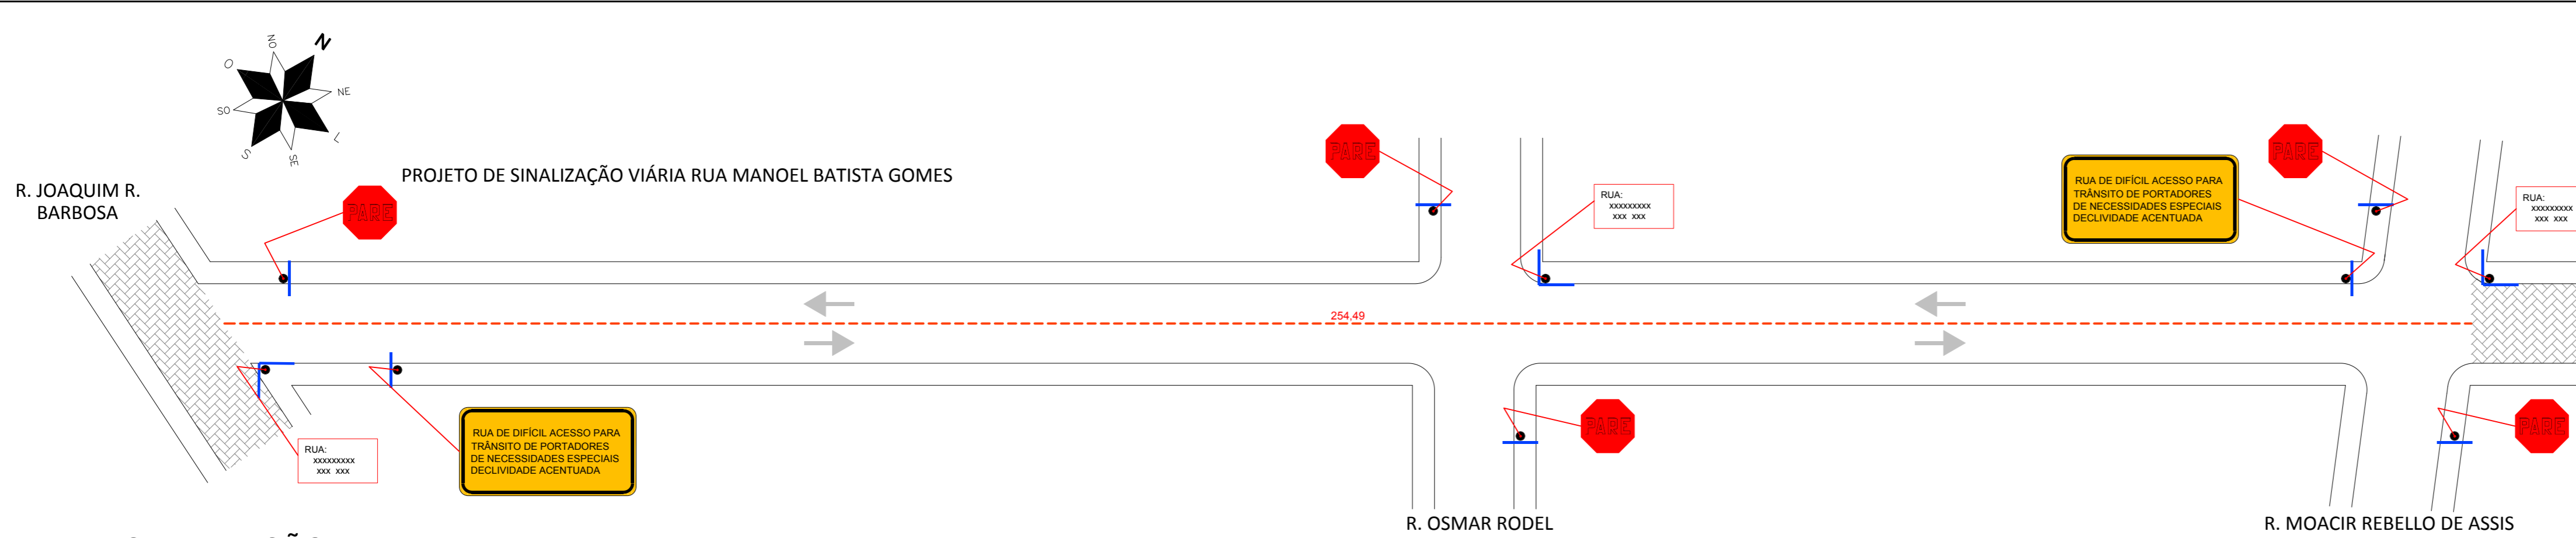 NO
N
O
NE
SO
L
S
SE
PROJETO DE SINALIZAÇÃO VIÁRIA RUA MANOEL BATISTA GOMES
R. JOAQUIM R.
BARBOSA
PARE
PARE
RUA:
xxxxxxxxx
xxx xxx
RUA DE DIFÍCIL ACESSO PARA
TRÂNSITO DE PORTADORES
DE NECESSIDADES ESPECIAIS
DECLIVIDADE ACENTUADA
PARE
RUA:
xxxxxxxxx
xxx xxx
254,49
RUA:
xxxxxxxxx
xxx xxx
RUA DE DIFÍCIL ACESSO PARA
TRÂNSITO DE PORTADORES
DE NECESSIDADES ESPECIAIS
DECLIVIDADE ACENTUADA
PARE
PARE
R. OSMAR RODEL
R. MOACIR REBELLO DE ASSIS